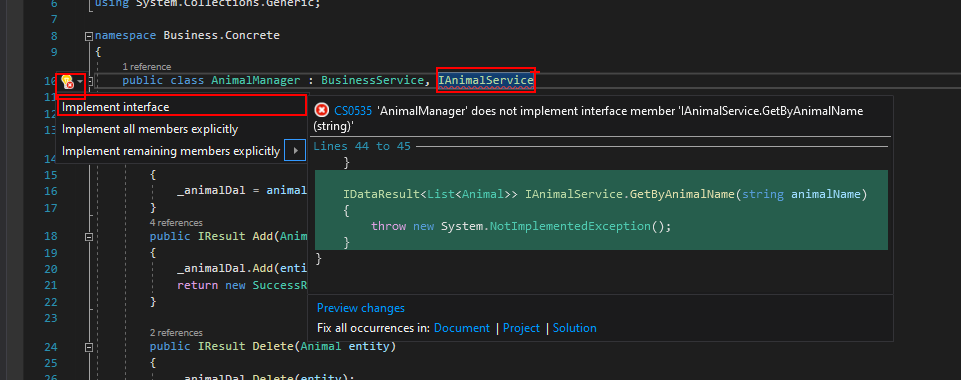 6 using System.Collections.Generic;
7
8 namespace Business.Concrete
9 {
1 reference
10 public class AnimalManager : BusinessService, IAnimalService
11
Implement interface
12
Implement all members explicitly
13
Implement remaining members explicitly
CS0535 'AnimalManager' does not implement interface member 'IAnimalService.GetByAnimalName
(string)'
Lines 44 to 45
}
IDataResult<List<Animal>> IAnimalService.GetByAnimalName(string animalName)
{
throw new System.NotImplementedException();
}
}
Preview changes
Fix all occurrences in: Document | Project | Solution
14
15 {
16 _animalDal = animal
17 }
4 references
18 public IResult Add(Anim
19 {
20 _animalDal.Add(enti
21 return new SuccessR
22 }
23
2 references
24 public IResult Delete(Animal entity)
25 {
26 _animalDal.Delete(entity);